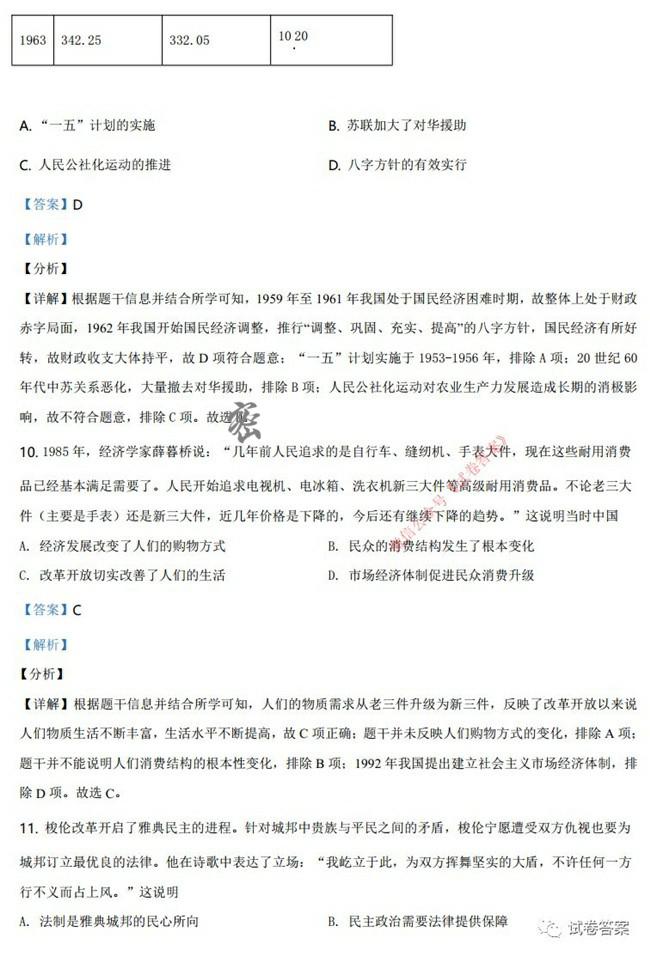 1963 342.25 332.05 10.20
A. “一五”计划的实施 B. 苏联加大了对华援助
C. 人民公社化运动的推进 D. 八字方针的有效实行
【答案】D
【解析】
【分析】
【详解】根据题干信息并结合所学可知，1959 年至 1961 年我国处于国民经济困难时期，故整体上处于财政
赤字局面，1962 年我国开始国民经济调整，推行“调整、巩固、充实、提高”的八字方针，国民经济有所好
转，故财政收支大体持平，故 D 项符合题意；“一五”计划实施于 1953-1956 年，排除 A 项；20 世纪 60
年代中苏关系恶化，大量撤去对华援助，排除 B 项；人民公社化运动对农业生产力发展造成长期的消极影
响，故不符合题意，排除 C 项。故选
密
10. 1985 年，经济学家薛暮桥说：“几年前人民追求的是自行车、缝纫机、手表大件，现在这些耐用消费
品已经基本满足需要了。人民开始追求电视机、电冰箱、洗衣机新三大件等高级耐用消费品。不论老三大
件（主要是手表）还是新三大件，近几年价格是下降的，今后还有继续下降的趋势。”这说明当时中国
微信公众号《试卷答案》
A. 经济发展改变了人们的购物方式 B. 民众的消费结构发生了根本变化
C. 改革开放切实改善了人们的生活 D. 市场经济体制促进民众消费升级
【答案】C
【解析】
【分析】
【详解】根据题干信息并结合所学可知，人们的物质需求从老三件升级为新三件，反映了改革开放以来说
人们物质生活不断丰富，生活水平不断提高，故 C 项正确；题干并未反映人们购物方式的变化，排除 A 项；
题干并不能说明人们消费结构的根本性变化，排除 B 项；1992 年我国提出建立社会主义市场经济体制，排
除 D 项。故选 C。
11. 梭伦改革开启了雅典民主的进程。针对城邦中贵族与平民之间的矛盾，梭伦宁愿遭受双方仇视也要为
城邦订立最优良的法律。他在诗歌中表达了立场：“我屹立于此，为双方挥舞坚实的大盾，不许任何一方
行不义而占上风。”这说明
A. 法制是雅典城邦的民心所向 B. 民主政治需要法律提供保障
试卷答案